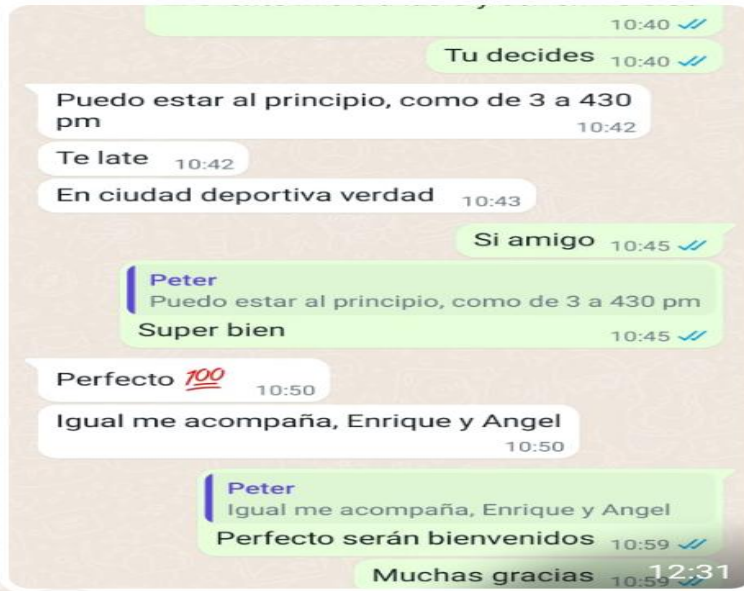 10:40
Tu decides 10:40
Puedo estar al principio, como de 3 a 430
pm 10:42
Te late 10:42
En ciudad deportiva verdad 10:43
Si amigo 10:45
Peter
Puedo estar al principio, como de 3 a 430 pm
Super bien 10:45
Perfecto 💯 10:50
Igual me acompaña, Enrique y Angel
10:50
Peter
Igual me acompaña, Enrique y Angel
Perfecto serán bienvenidos 10:59
Muchas gracias 10:59 12:31